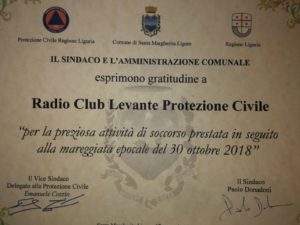 Protezione Civile Regione Liguria
Comune di Santa Margherita Ligure
Regione Liguria
IL SINDACO E L'AMMINISTRAZIONE COMUNALE
esprimono gratitudine a
Radio Club Levante Protezione Civile
"per la preziosa attività di soccorso prestata in seguito
alla mareggiata epocale del 30 ottobre 2018"
Il Vice Sindaco
Delegato alla Protezione Civile
Emanuele Cozzio
Il Sindaco
Paolo Donadoni